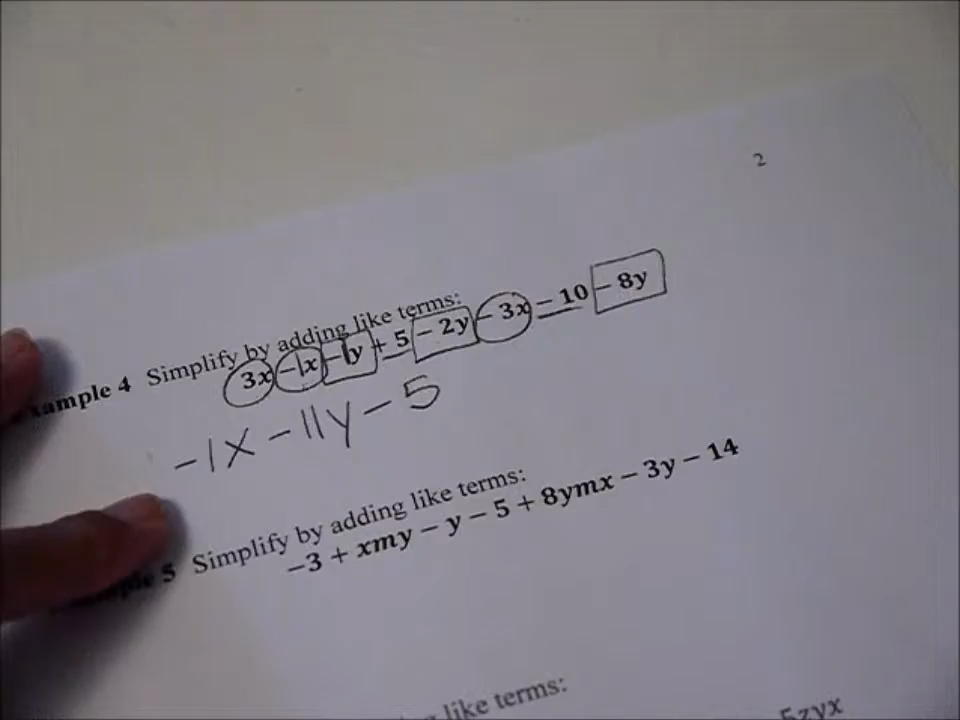 2
Example 4 Simplify by adding like terms:
3x −1x −1y + 5 − 2y − 3x − 10 − 8y
−1x − 11y − 5
5 Simplify by adding like terms:
−3 + xmy − y − 5 + 8ymx − 3y − 14
like terms:
5zyx